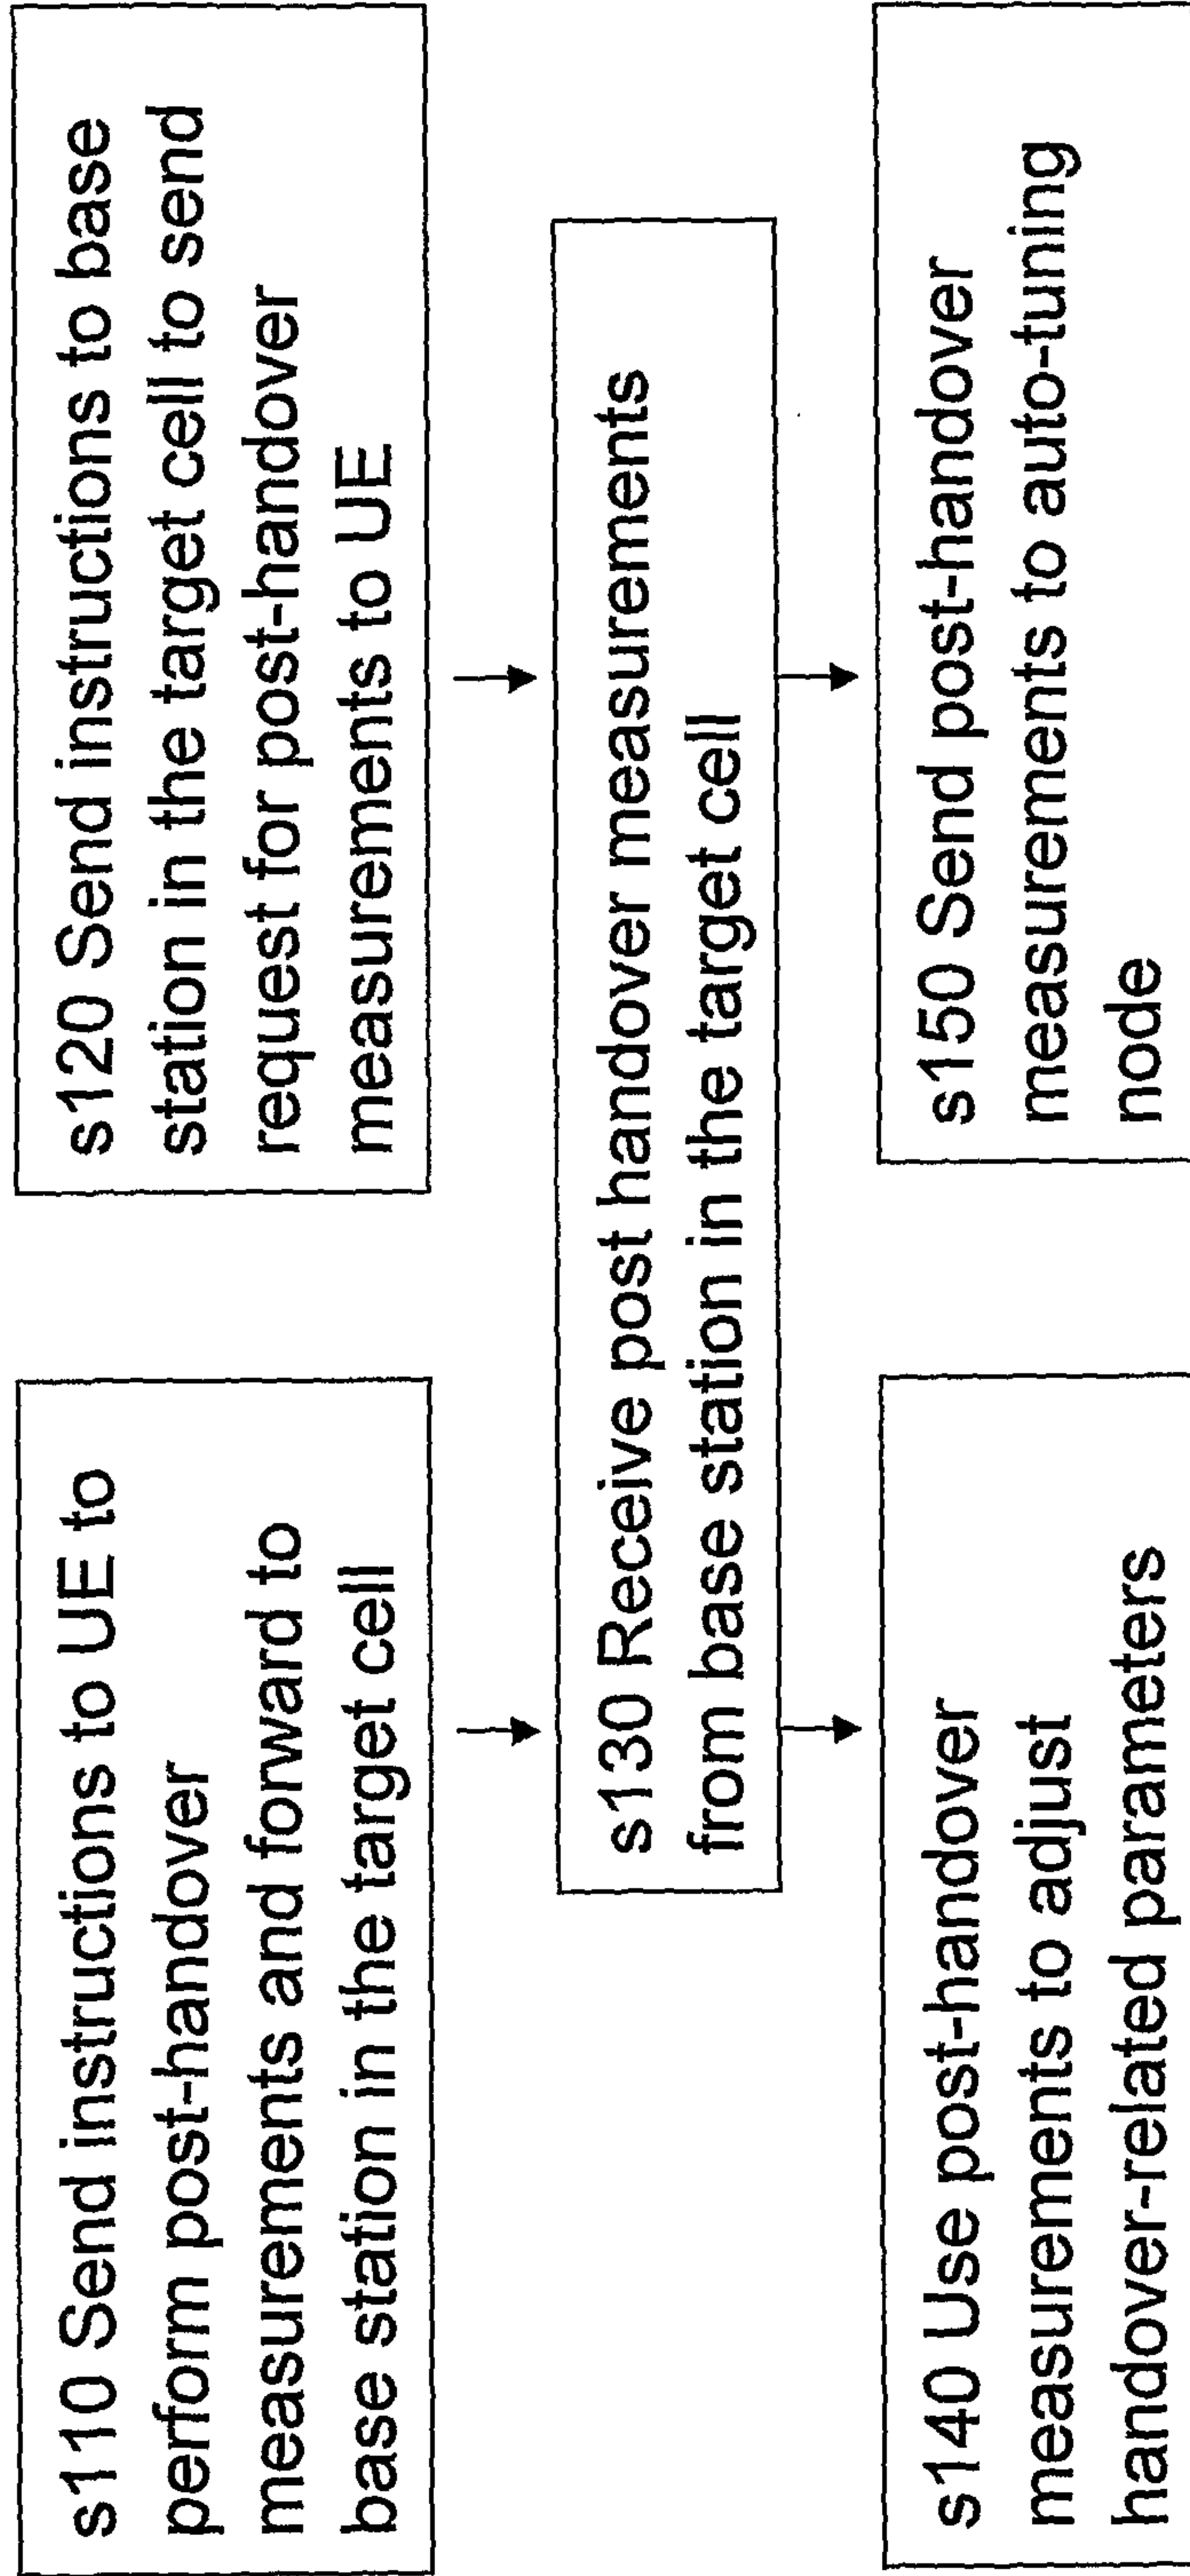 s110 Send instructions to UE to
perform post-handover
measurements and forward to
base station in the target cell
s120 Send instructions to base
station in the target cell to send
request for post-handover
measurements to UE
s130 Receive post handover measurements
from base station in the target cell
s140 Use post-handover
measurements to adjust
handover-related parameters
s150 Send post-handover
measurements to auto-tuning
node